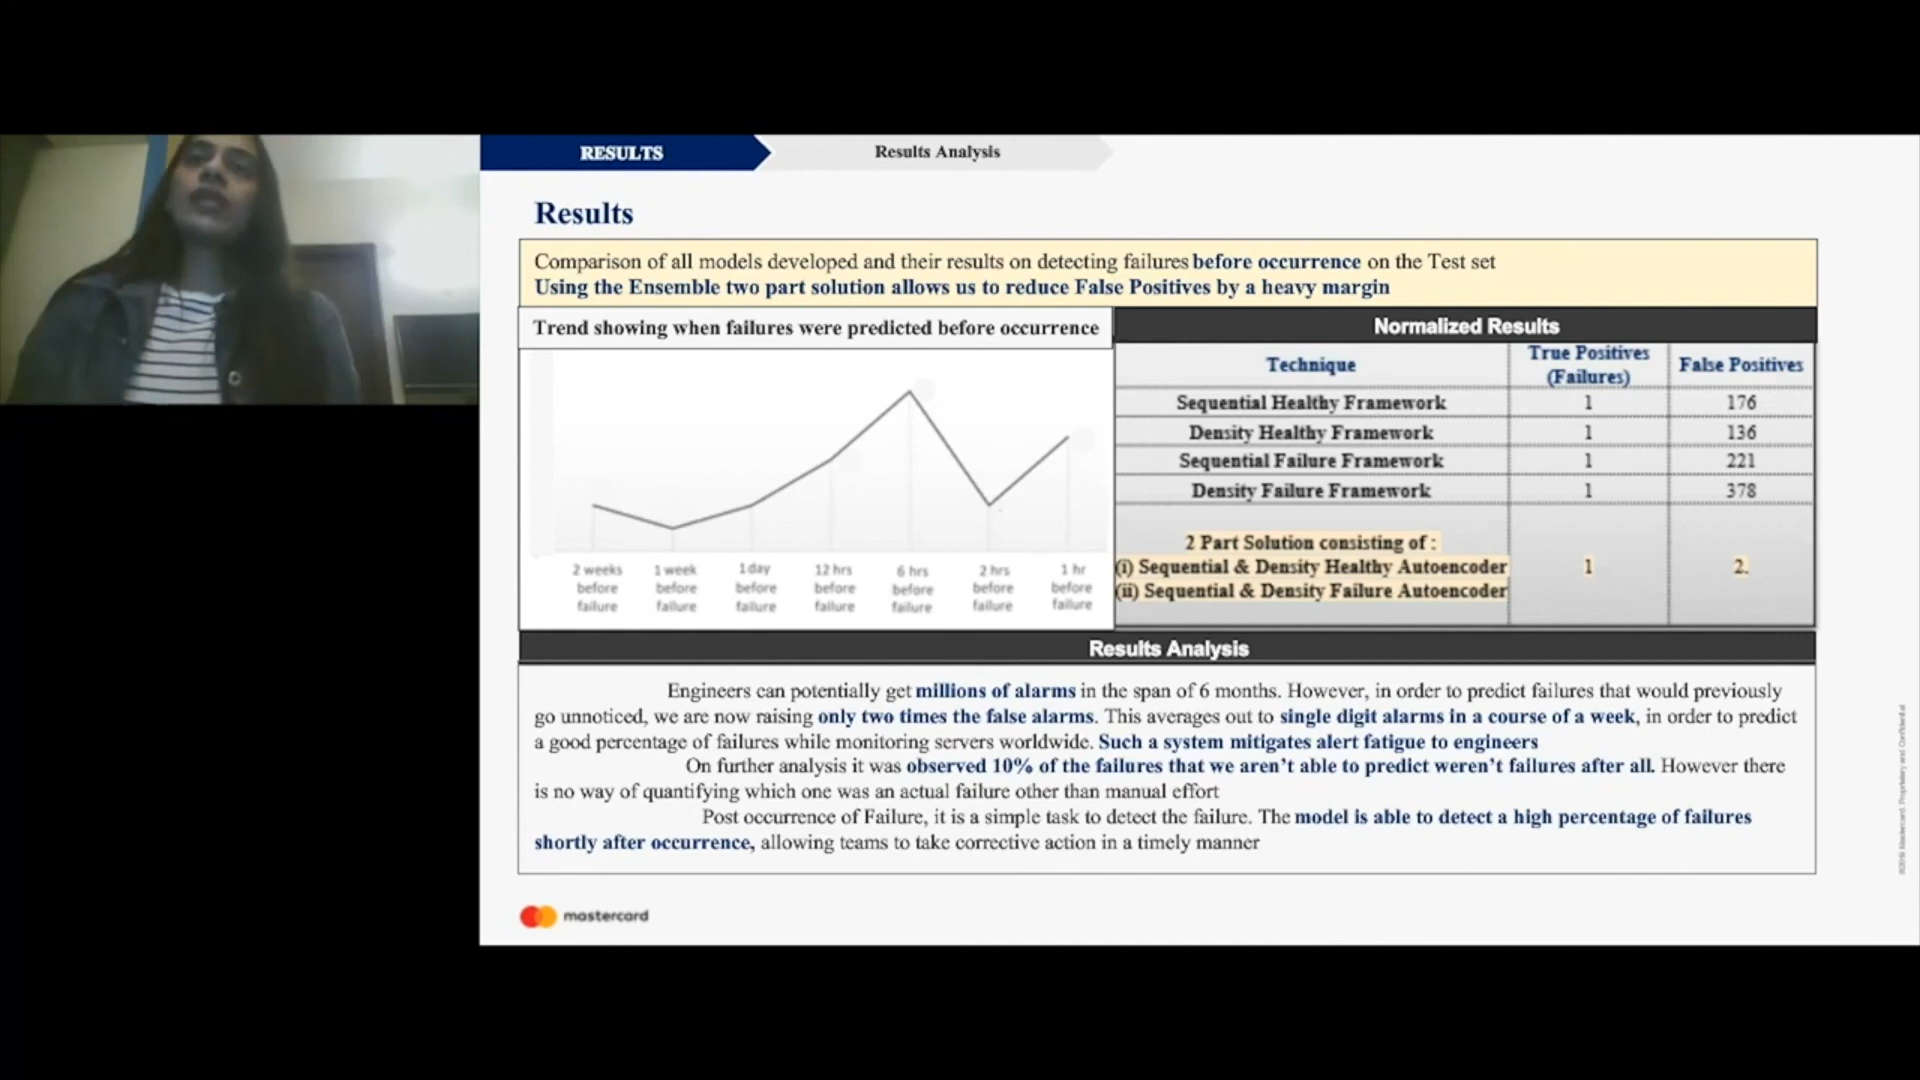 RESULTS
Results Analysis
Results
Comparison of all models developed and their results on detecting failures before occurrence on the Test set
Using the Ensemble two part solution allows us to reduce False Positives by a heavy margin
Trend showing when failures were predicted before occurrence
2 weeks before failure
1 week before failure
1 day before failure
12 hrs before failure
6 hrs before failure
2 hrs before failure
1 hr before failure
Normalized Results
Technique
True Positives
(Failures)
False Positives
Sequential Healthy Framework 1 176
Density Healthy Framework 1 136
Sequential Failure Framework 1 221
Density Failure Framework 1 378
2 Part Solution consisting of :
(i) Sequential & Density Healthy Autoencoder 1 2.
(ii) Sequential & Density Failure Autoencoder
Results Analysis
Engineers can potentially get millions of alarms in the span of 6 months. However, in order to predict failures that would previously
go unnoticed, we are now raising only two times the false alarms. This averages out to single digit alarms in a course of a week, in order to predict
a good percentage of failures while monitoring servers worldwide. Such a system mitigates alert fatigue to engineers
On further analysis it was observed 10% of the failures that we aren't able to predict weren't failures after all. However there
is no way of quantifying which one was an actual failure other than manual effort
Post occurrence of Failure, it is a simple task to detect the failure. The model is able to detect a high percentage of failures
shortly after occurrence, allowing teams to take corrective action in a timely manner
mastercard
Mastercard. Proprietary and Confidential